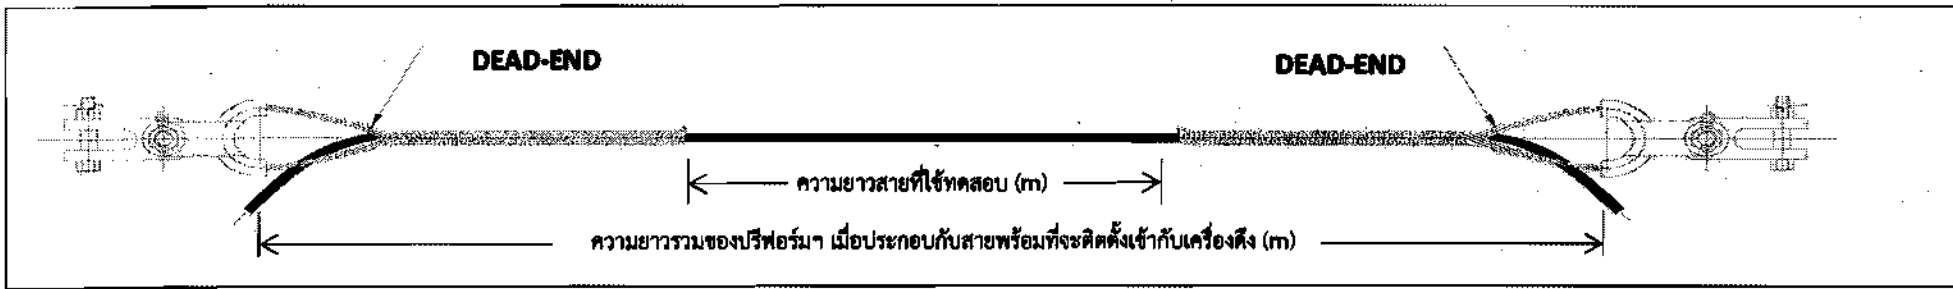 DEAD-END
DEAD-END
ความยาวสายที่ใช้ทดสอบ (m)
ความยาวรวมของปรีฟอร์มฯ เมื่อประกอบกับสายพร้อมที่จะติดตั้งเข้ากับเครื่องดึง (m)